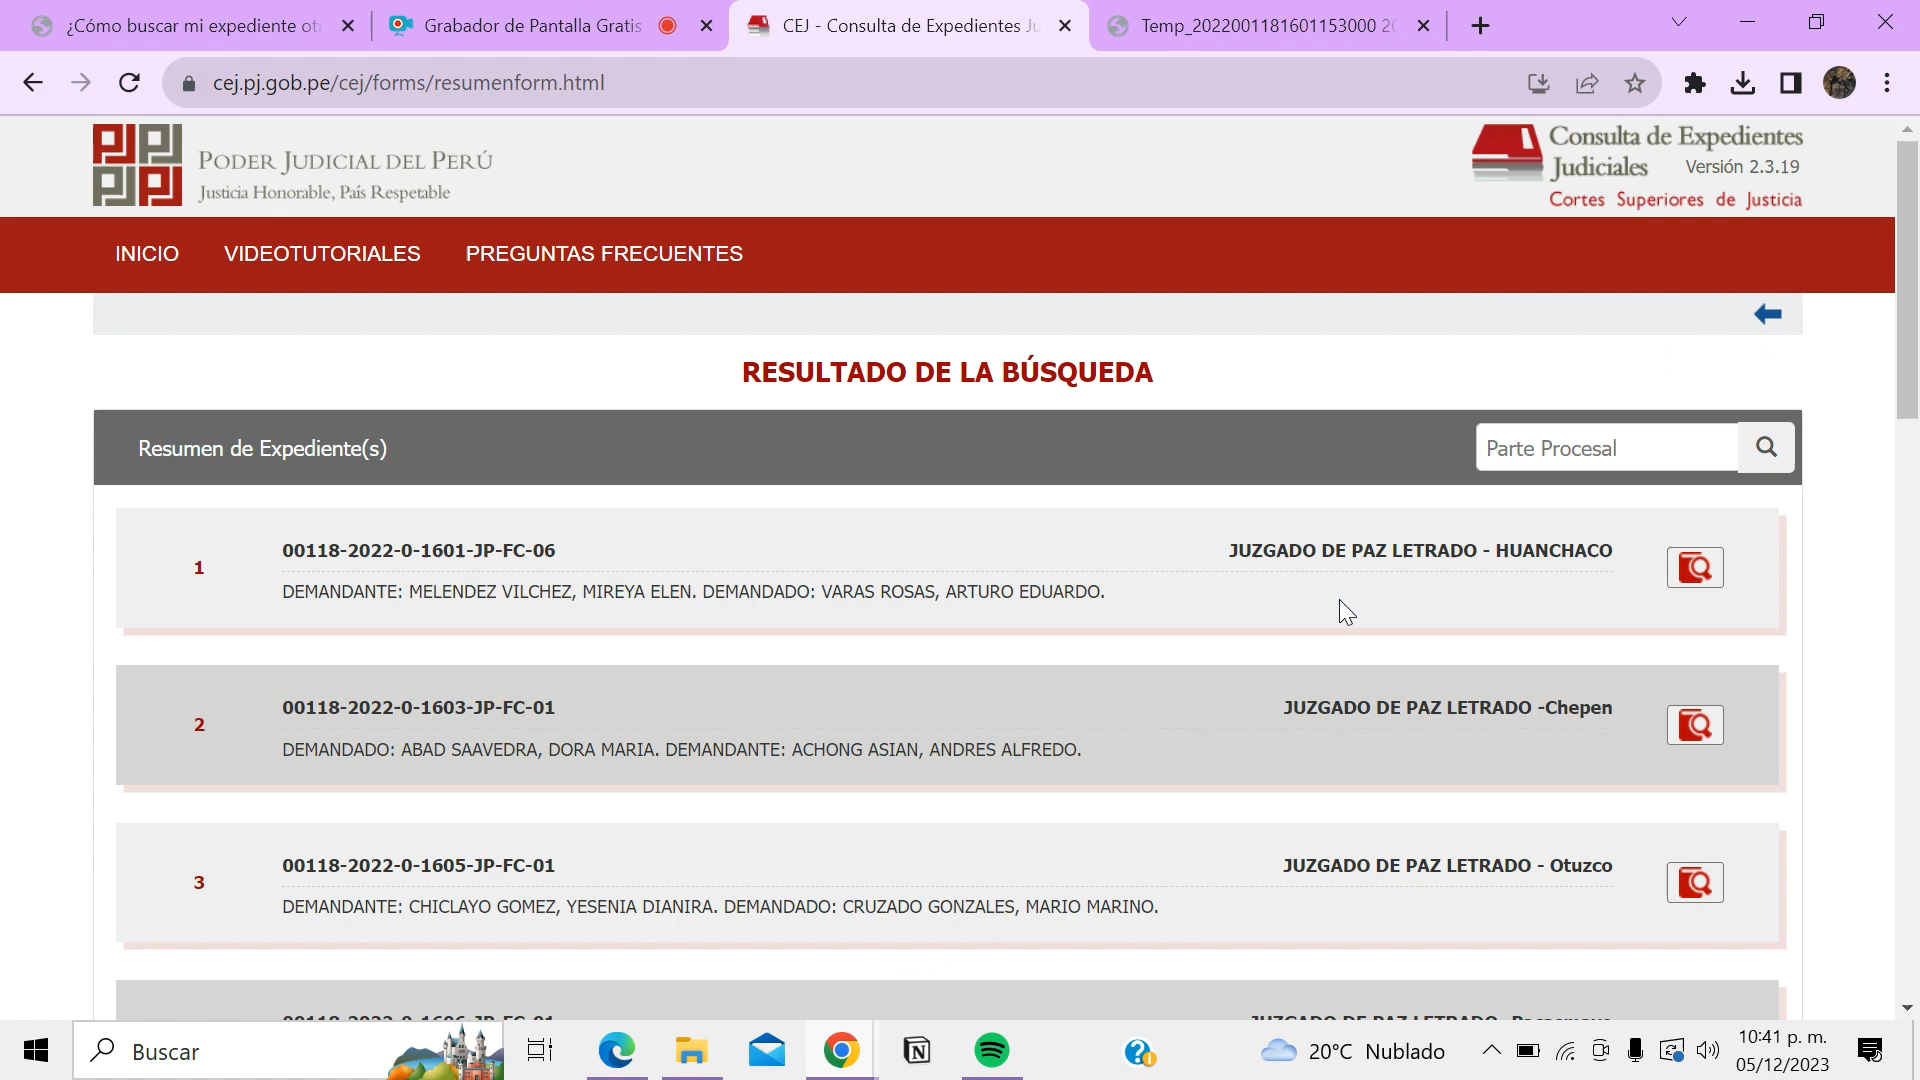 ¿Cómo buscar mi expediente ot
Grabador de Pantalla Gratis
CEJ - Consulta de Expedientes Ju
Temp_2022001181601153000 20
cej.pj.gob.pe/cej/forms/resumenform.html
PODER JUDICIAL DEL PERÚ
Justicia Honorable, País Respetable
Consulta de Expedientes
Judiciales Versión 2.3.19
Cortes Superiores de Justicia
INICIO VIDEOTUTORIALES PREGUNTAS FRECUENTES
RESULTADO DE LA BÚSQUEDA
Resumen de Expediente(s) Parte Procesal
00118-2022-0-1601-JP-FC-06 JUZGADO DE PAZ LETRADO - HUANCHACO
1
DEMANDANTE: MELENDEZ VILCHEZ, MIREYA ELEN. DEMANDADO: VARAS ROSAS, ARTURO EDUARDO.
00118-2022-0-1603-JP-FC-01 JUZGADO DE PAZ LETRADO -Chepen
2
DEMANDADO: ABAD SAAVEDRA, DORA MARIA. DEMANDANTE: ACHONG ASIAN, ANDRES ALFREDO.
00118-2022-0-1605-JP-FC-01 JUZGADO DE PAZ LETRADO - Otuzco
3
DEMANDANTE: CHICLAYO GOMEZ, YESENIA DIANIRA. DEMANDADO: CRUZADO GONZALES, MARIO MARINO.
Buscar
20°C Nublado
10:41 p. m.
05/12/2023